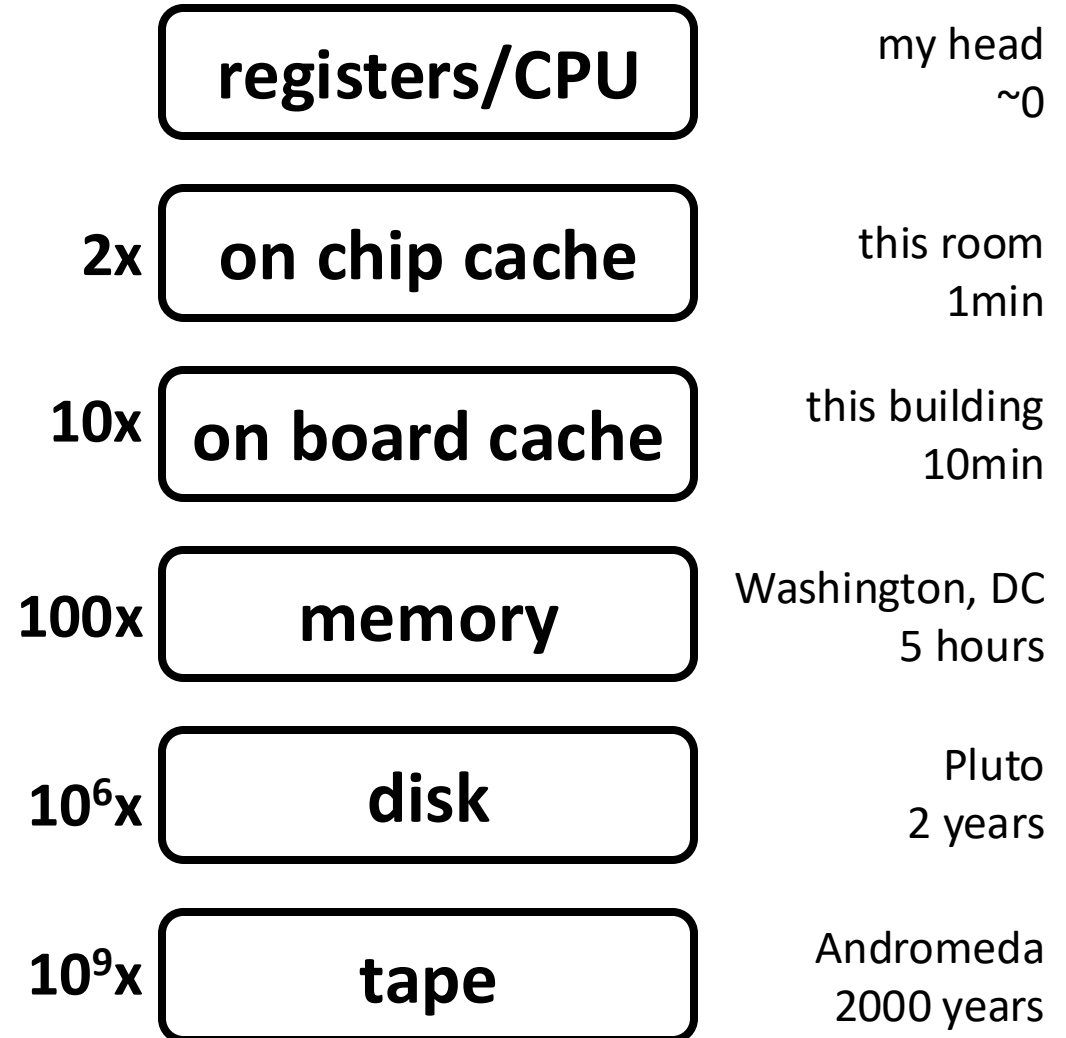 registers/CPU
my head
~0
2x
on chip cache
this room
1min
10x
on board cache
this building
10min
100x
memory
Washington, DC
5 hours
10⁶x
disk
Pluto
2 years
10⁹x
tape
Andromeda
2000 years